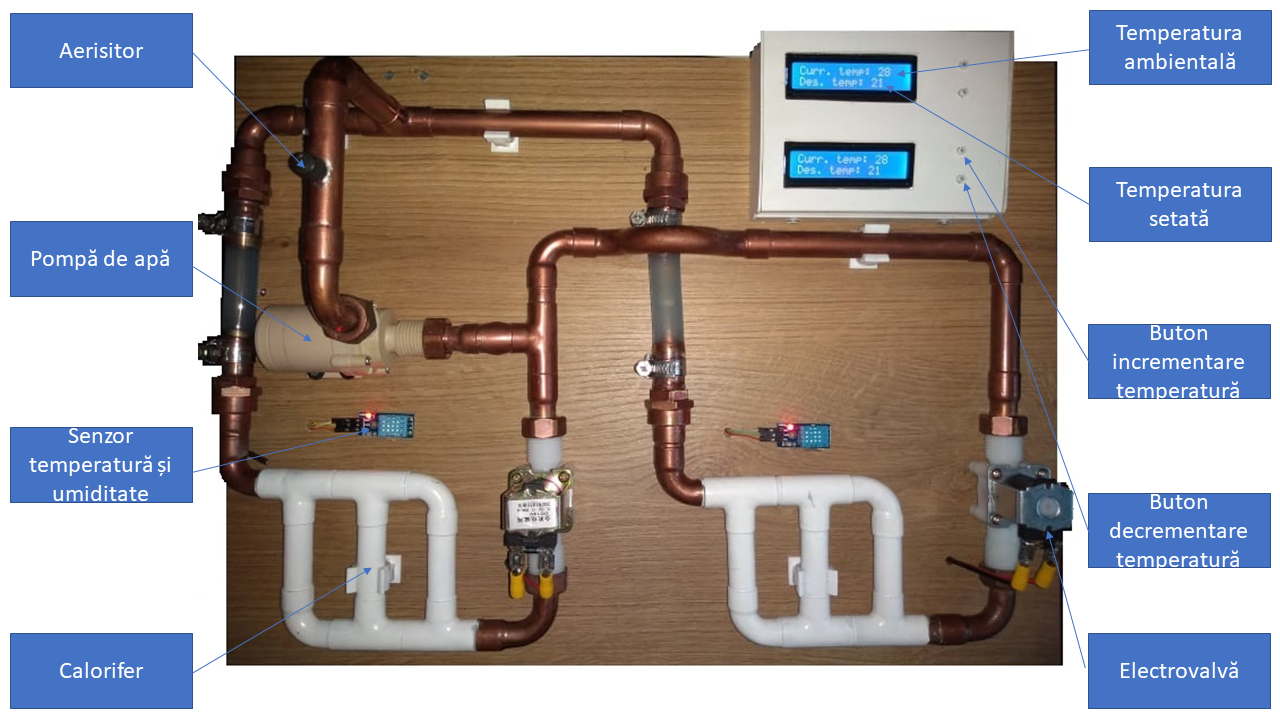 Aerisitor
Pompă de apă
Senzor
temperatură și
umiditate
Calorifer
Curr. temp: 28
Des. temp: 21
Curr. temp: 28
Des. temp: 21
Temperatura
ambientală
Temperatura
setată
Buton
incrementare
temperatură
Buton
decrementare
temperatură
Electrovalvă